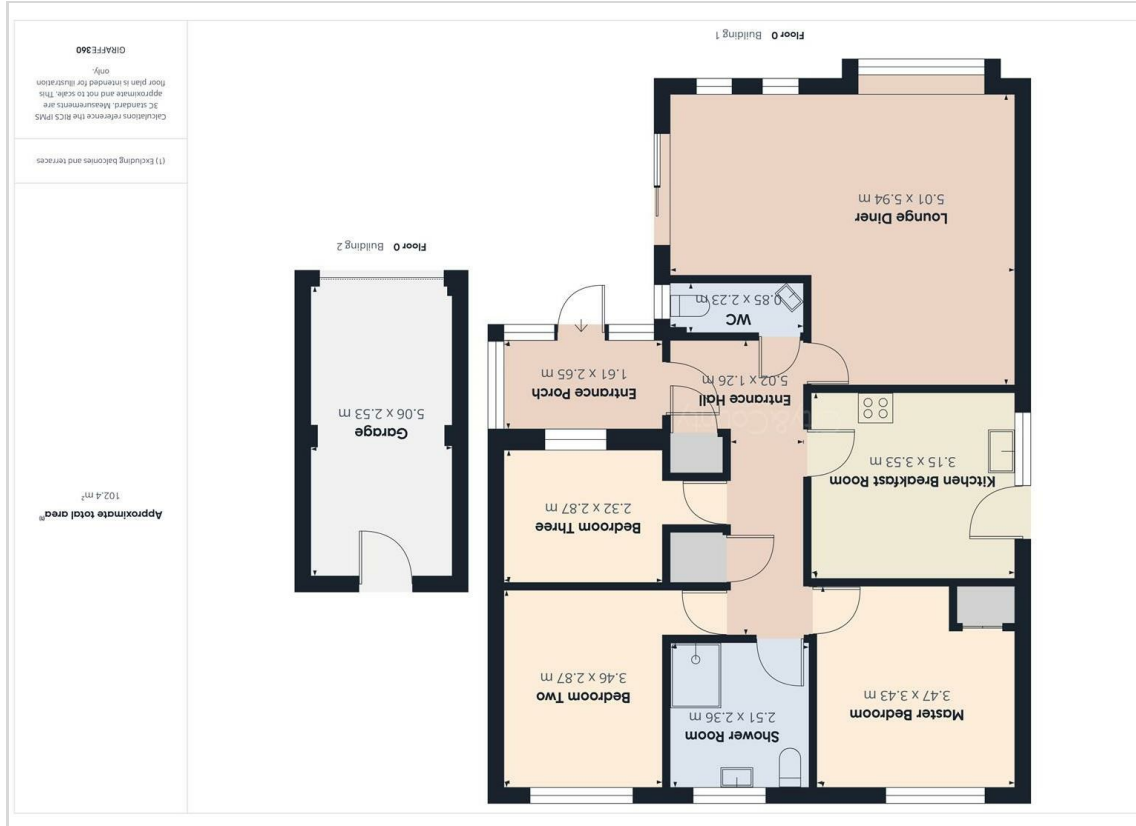 Master Bedroom
3.47 x 3.43 m
Shower Room
2.51 x 2.36 m
Bedroom Two
3.46 x 2.87 m
Kitchen Breakfast Room
3.15 x 3.53 m
Bedroom Three
2.32 x 2.87 m
Entrance Hall
5.02 x 1.26 m
Entrance Porch
1.61 x 2.65 m
WC
0.85 x 2.23 m
Lounge Diner
5.01 x 5.94 m
Floor 0 Building 1
Garage
5.06 x 2.53 m
Floor 0 Building 2
Approximate total area⁽¹⁾
102.4 m²
(1) Excluding balconies and terraces
Calculations reference the RICS IPMS
3C standard. Measurements are
approximate and not to scale. This
floor plan is intended for illustration
only.
GIRAFFE360